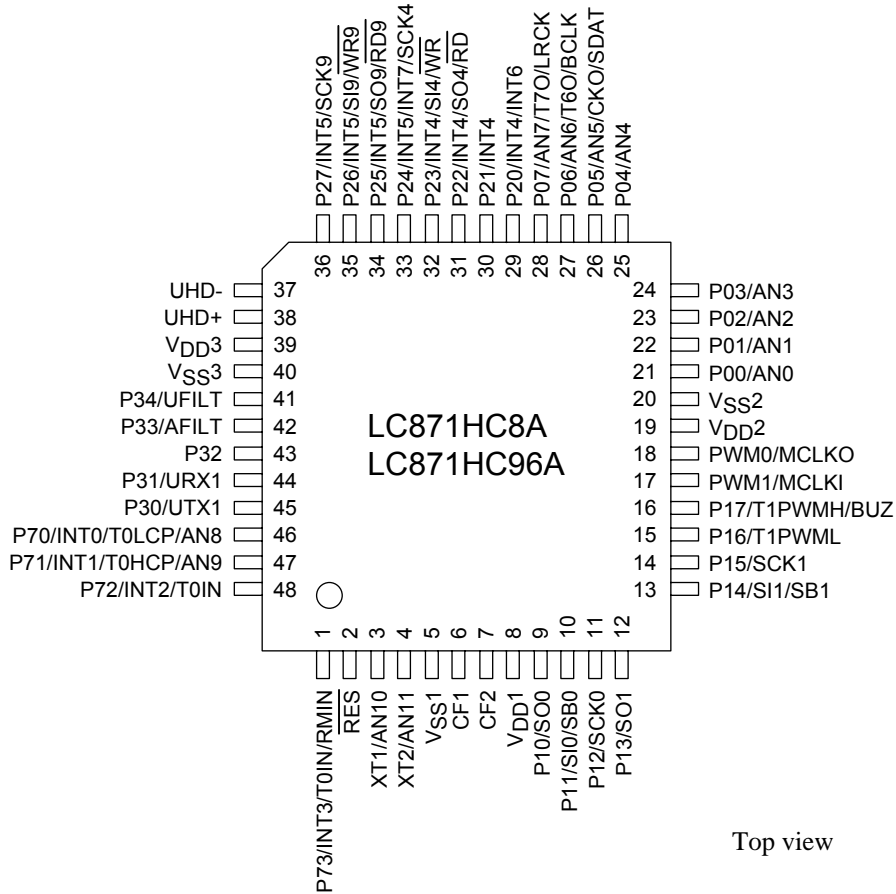 P27/INT5/SCK9
P26/INT5/SI9/WR9
P25/INT5/SO9/RD9
P24/INT5/INT7/SCK4
P23/INT4/SI4/WR
P22/INT4/SO4/RD
P21/INT4
P20/INT4/INT6
P07/AN7/T7O/LRCK
P06/AN6/T6O/BCLK
P05/AN5/CKO/SDAT
P04/AN4
36 35 34 33 32 31 30 29 28 27 26 25
UHD- 37
UHD+ 38
VDD3 39
VSS3 40
P34/UFILT 41
P33/AFILT 42
P32 43
P31/URX1 44
P30/UTX1 45
P70/INT0/T0LCP/AN8 46
P71/INT1/T0HCP/AN9 47
P72/INT2/T0IN 48
LC871HC8A
LC871HC96A
24 P03/AN3
23 P02/AN2
22 P01/AN1
21 P00/AN0
20 VSS2
19 VDD2
18 PWM0/MCLKO
17 PWM1/MCLKI
16 P17/T1PWMH/BUZ
15 P16/T1PWML
14 P15/SCK1
13 P14/SI1/SB1
1 2 3 4 5 6 7 8 9 10 11 12
P73/INT3/T0IN/RMIN
RES
XT1/AN10
XT2/AN11
VSS1
CF1
CF2
VDD1
P10/SO0
P11/SI0/SB0
P12/SCK0
P13/SO1
Top view